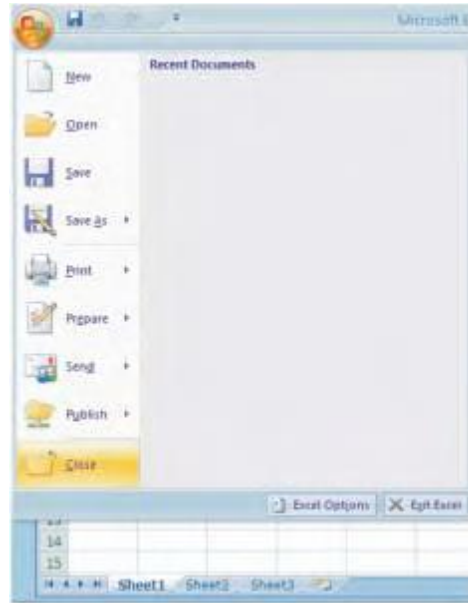 Microsoft E
Recent Documents
New
Open
Save
Save As
Print
Prepare
Send
Publish
Close
Excel Options
Exit Excel
13
14
15
Sheet1 Sheet2 Sheet3